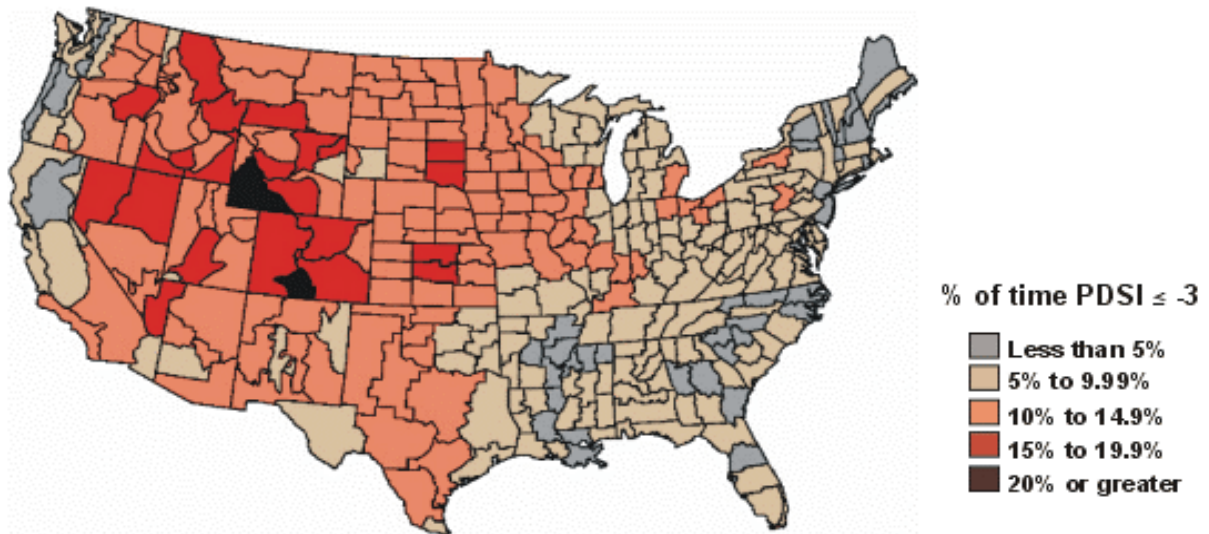 % of time PDSI ≤ -3
Less than 5%
5% to 9.99%
10% to 14.9%
15% to 19.9%
20% or greater